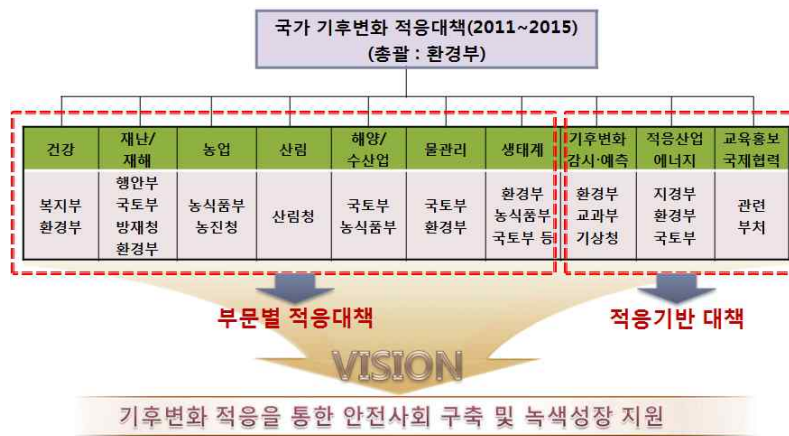 국가 기후변화 적응대책(2011~2015)
(총괄 : 환경부)
건강
재난/
재해
농업
산림
해양/
수산업
물관리
생태계
기후변화
감시·예측
적응산업
에너지
교육홍보
국제협력
복지부
환경부
행안부
국토부
방재청
환경부
농식품부
농진청
산림청
국토부
농식품부
국토부
환경부
환경부
농식품부
국토부 등
환경부
교과부
기상청
지경부
환경부
국토부
관련
부처
부문별 적응대책
적응기반 대책
VISION
기후변화 적응을 통한 안전사회 구축 및 녹색성장 지원